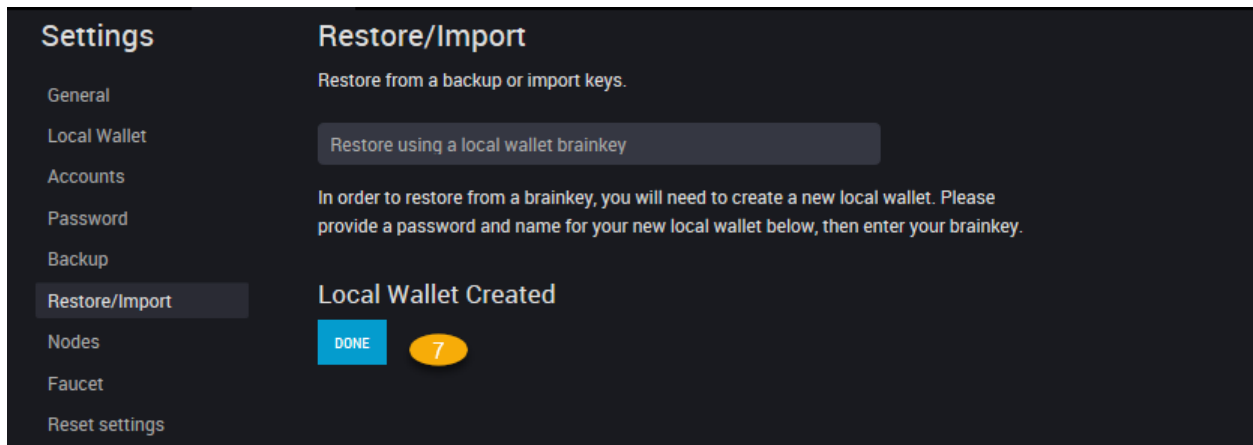 Settings
General
Local Wallet
Accounts
Password
Backup
Restore/Import
Nodes
Faucet
Reset settings
Restore/Import
Restore from a backup or import keys.
Restore using a local wallet brainkey
In order to restore from a brainkey, you will need to create a new local wallet. Please
provide a password and name for your new local wallet below, then enter your brainkey.
Local Wallet Created
DONE 7